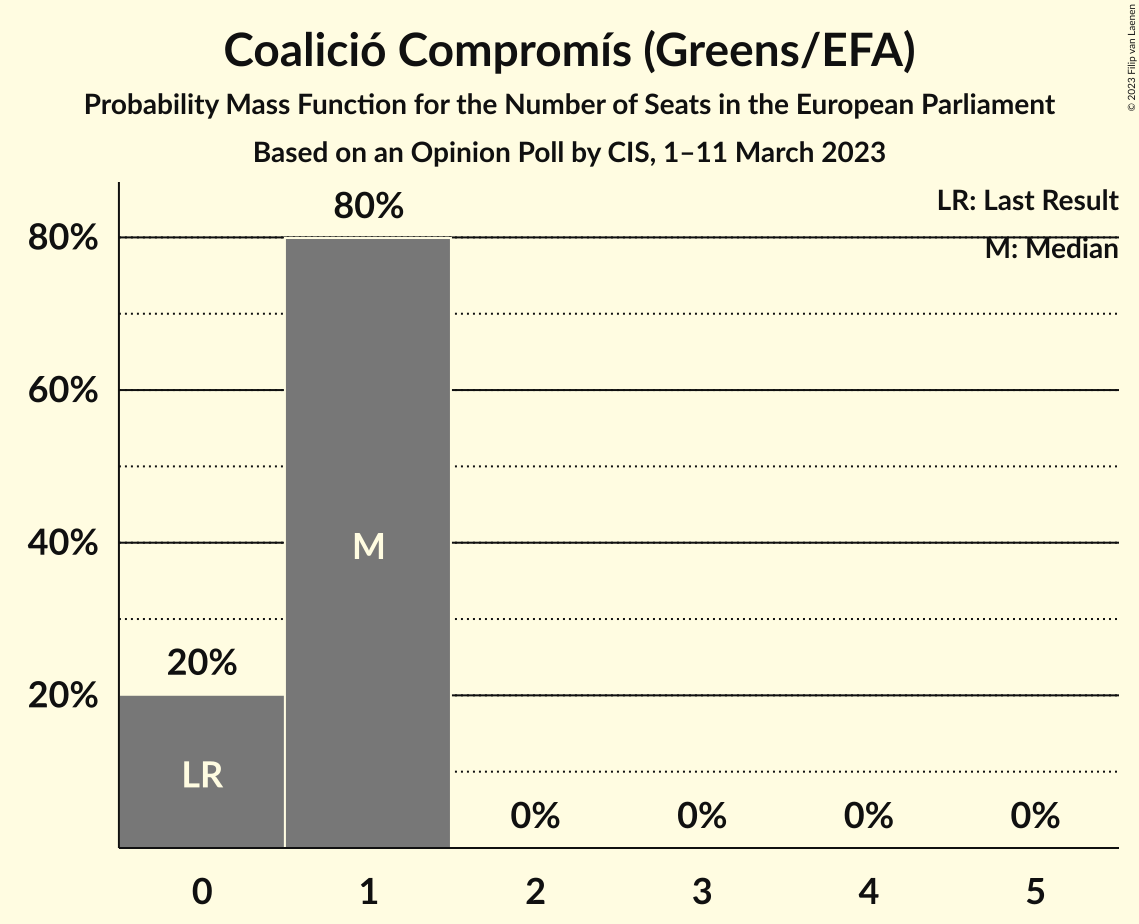 Coalició Compromís (Greens/EFA)
Probability Mass Function for the Number of Seats in the European Parliament
Based on an Opinion Poll by CIS, 1–11 March 2023
© 2023 Filip van Laenen
LR: Last Result
M: Median
80%
80%
60%
40%
M
20%
20%
LR
0%
0%
0%
0%
0
1
2
3
4
5